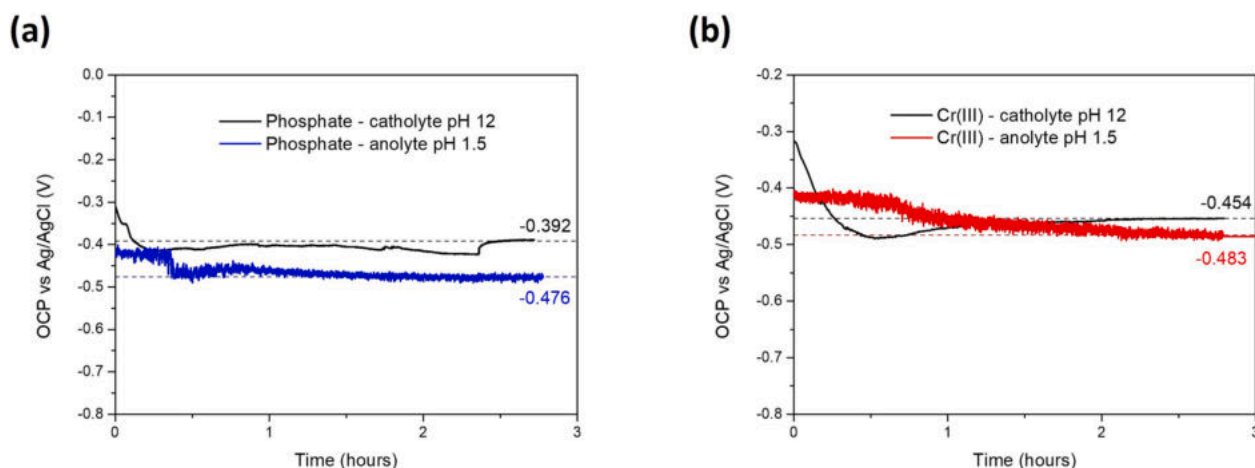 (a)
0.0
-0.1
-0.2
-0.3
-0.4
-0.5
-0.6
-0.7
-0.8
OCP vs Ag/AgCl (V)
Phosphate - catholyte pH 12
Phosphate - anolyte pH 1.5
-0.392
-0.476
0
1
2
3
Time (hours)
(b)
-0.2
-0.3
-0.4
-0.5
-0.6
-0.7
-0.8
OCP vs Ag/AgCl (V)
Cr(III) - catholyte pH 12
Cr(III) - anolyte pH 1.5
-0.454
-0.483
0
1
2
3
Time (hours)